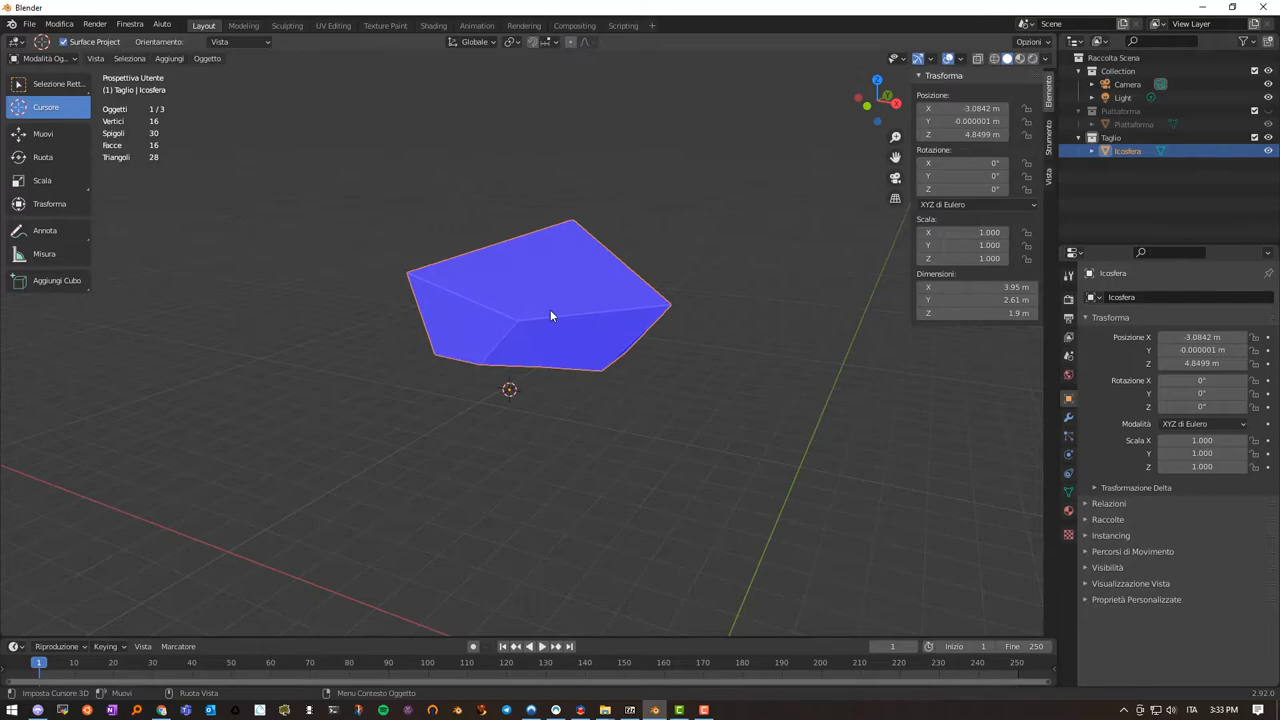 Blender
File Modifica Render Finestra Aiuto Layout Modeling Sculpting UV Editing Texture Paint Shading Animation Rendering Compositing Scripting + Scene View Layer
Surface Project Orientamento: Vista Globale Opzioni
Modalità Og... Vista Seleziona Aggiungi Oggetto
Selezione Rett...
Cursore
Muovi
Ruota
Scala
Trasforma
Annota
Misura
Aggiungi Cubo
Prospettiva Utente
(1) Taglio | Icosfera
Oggetti 1 / 3
Vertici 16
Spigoli 30
Facce 16
Triangoli 28
Z
Y
X
Trasforma
Posizione:
X -3.0842 m
Y -0.000001 m
Z 4.8499 m
Rotazione:
X 0°
Y 0°
Z 0°
XYZ di Eulero
Scala:
X 1.000
Y 1.000
Z 1.000
Dimensioni:
X 3.95 m
Y 2.61 m
Z 1.9 m
Elemento
Strumento
Vista
Raccolta Scena
Collection
Camera
Light
Piattaforma
Piattaforma
Taglio
Icosfera
Icosfera
Icosfera
Trasforma
Posizione X -3.0842 m
Y -0.000001 m
Z 4.8499 m
Rotazione X 0°
Y 0°
Z 0°
Modalità XYZ di Eulero
Scala X 1.000
Y 1.000
Z 1.000
Trasformazione Delta
Relazioni
Raccolte
Instancing
Percorsi di Movimento
Visibilità
Visualizzazione Vista
Proprietà Personalizzate
Riproduzione Keying Vista Marcatore 1 Inizio 1 Fine 250
1 10 20 30 40 50 60 70 80 90 100 110 120 130 140 150 160 170 180 190 200 210 220 230 240 250
Imposta Cursore 3D Muovi Ruota Vista Menu Contesto Oggetto 2.92.0
ITA 3:33 PM